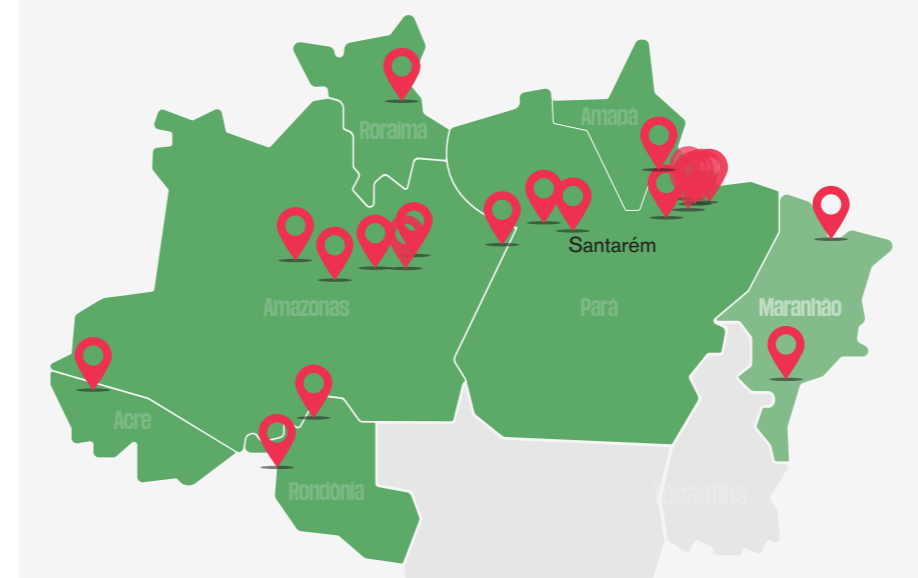 Amapá
Roraima
Santarém
Amazonas
Pará
Maranhão
Acre
Rondônia
Tocantins